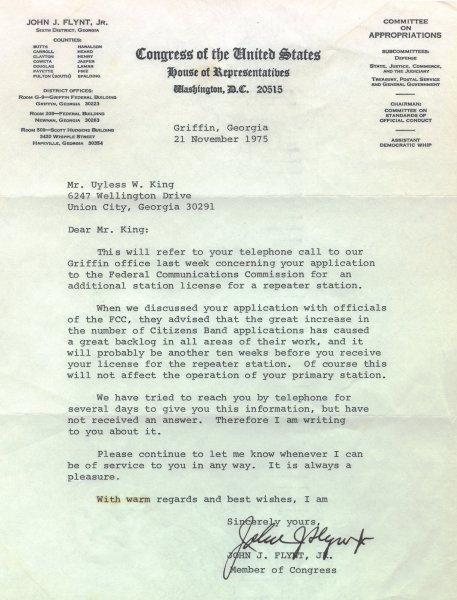 JOHN J. FLYNT, JR.
SIXTH DISTRICT, GEORGIA
COUNTIES:
BUTTS HARALSON
CARROLL HEARD
CLAYTON HENRY
COWETA JASPER
DOUGLAS LAMAR
FAYETTE PIKE
FULTON (SOUTH) SPALDING
DISTRICT OFFICES:
ROOM G-9—GRIFFIN FEDERAL BUILDING
GRIFFIN, GEORGIA 30223
ROOM 209—FEDERAL BUILDING
NEWNAN, GEORGIA 30263
ROOM 509—SCOTT HUDGENS BUILDING
3420 WHIPPLE STREET
HAPEVILLE, GEORGIA 30354
Congress of the United States
House of Representatives
Washington, D.C. 20515
COMMITTEE
ON
APPROPRIATIONS
SUBCOMMITTEES:
DEFENSE
STATE, JUSTICE, COMMERCE,
AND THE JUDICIARY
TREASURY, POSTAL SERVICE
AND GENERAL GOVERNMENT
CHAIRMAN:
COMMITTEE ON
STANDARDS OF
OFFICIAL CONDUCT
ASSISTANT
DEMOCRATIC WHIP
Griffin, Georgia
21 November 1975
Mr. Uyless W. King
6247 Wellington Drive
Union City, Georgia 30291
Dear Mr. King:
This will refer to your telephone call to our
Griffin office last week concerning your application
to the Federal Communications Commission for an
additional station license for a repeater station.
When we discussed your application with officials
of the FCC, they advised that the great increase in
the number of Citizens Band applications has caused
a great backlog in all areas of their work, and it
will probably be another ten weeks before you receive
your license for the repeater station. Of course this
will not affect the operation of your primary station.
We have tried to reach you by telephone for
several days to give you this information, but have
not received an answer. Therefore I am writing
to you about it.
Please continue to let me know whenever I can
be of service to you in any way. It is always a
pleasure.
With warm regards and best wishes, I am
Sincerely yours,
John J. Flynt Jr
JOHN J. FLYNT, JR.
Member of Congress